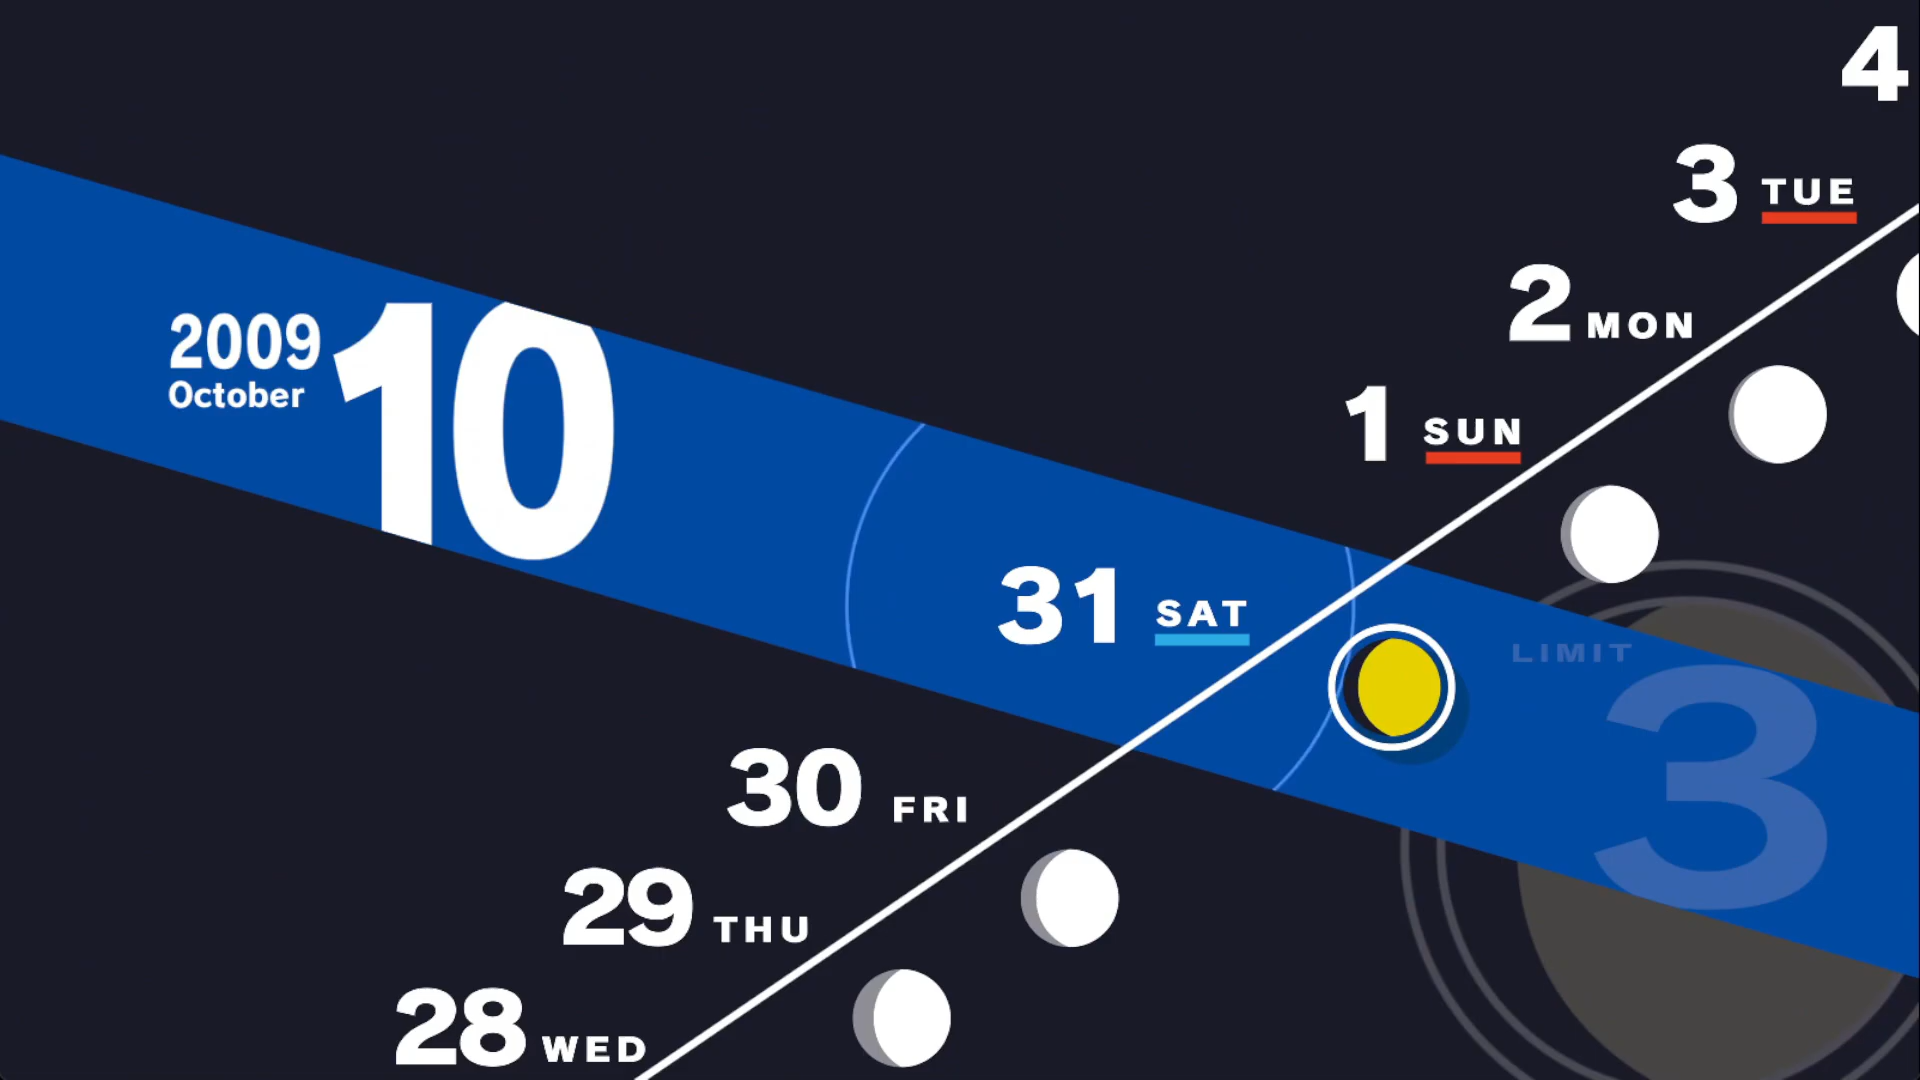 2009
October
10
4
3 TUE
2 MON
1 SUN
31 SAT
30 FRI
29 THU
28 WED
LIMIT
3